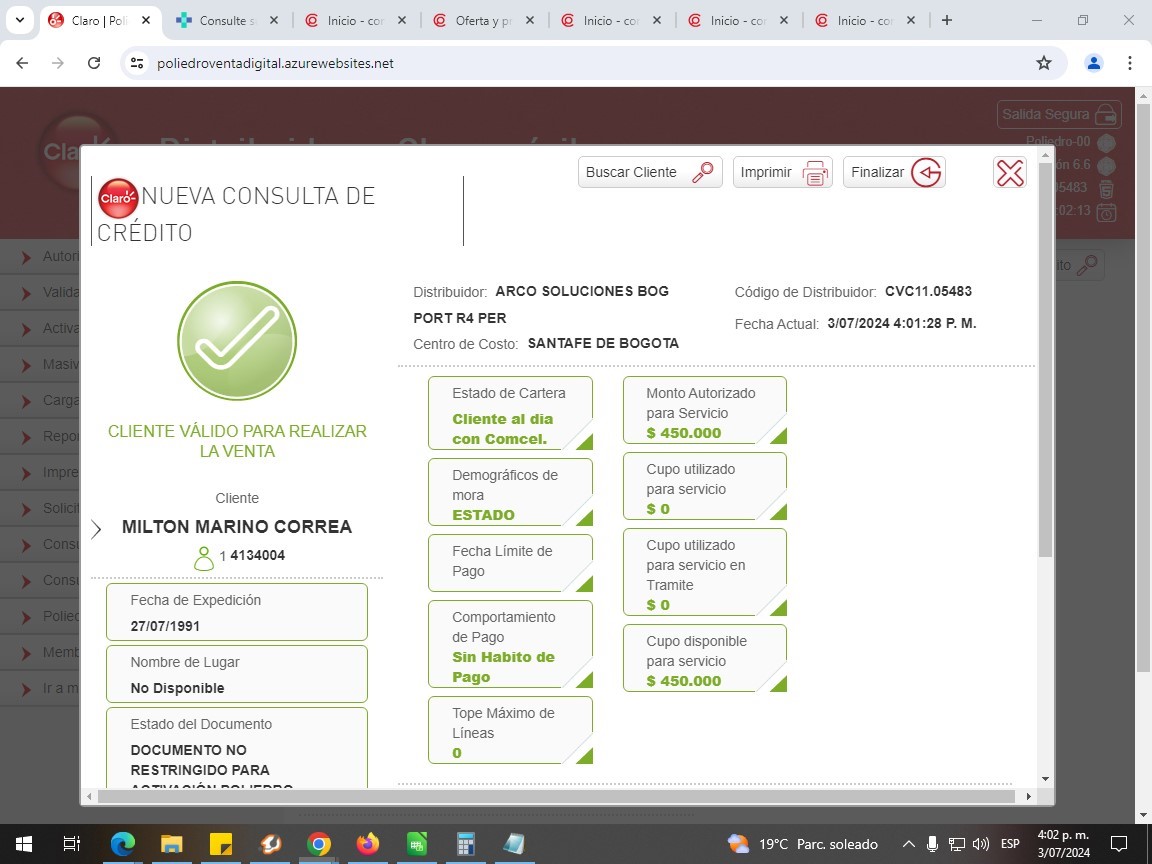 Claro | Poli
Consulte s
Inicio - cor
Oferta y pr
Inicio - cor
Inicio - cor
Inicio - cor
poliedroventadigital.azurewebsites.net
Salida Segura
Poliedro-00
ón 6.6
05483
:02:13
Buscar Cliente
Imprimir
Finalizar
Claro
NUEVA CONSULTA DE
CRÉDITO
Autori
Valida
Activa
Masiv
Carga
Repor
Impre
Solicit
Consu
Consu
Polied
Memb
Ir a m
CLIENTE VÁLIDO PARA REALIZAR
LA VENTA
Cliente
MILTON MARINO CORREA
1 4134004
Fecha de Expedición
27/07/1991
Nombre de Lugar
No Disponible
Estado del Documento
DOCUMENTO NO
RESTRINGIDO PARA
ACTIVACIÓN POLIEDRO
Distribuidor: ARCO SOLUCIONES BOG
PORT R4 PER
Centro de Costo: SANTAFE DE BOGOTA
Código de Distribuidor: CVC11.05483
Fecha Actual: 3/07/2024 4:01:28 P. M.
Estado de Cartera
Cliente al día
con Comcel.
Demográficos de
mora
ESTADO
Fecha Límite de
Pago
Comportamiento
de Pago
Sin Habito de
Pago
Tope Máximo de
Líneas
0
Monto Autorizado
para Servicio
$ 450.000
Cupo utilizado
para servicio
$ 0
Cupo utilizado
para servicio en
Tramite
$ 0
Cupo disponible
para servicio
$ 450.000
19°C Parc. soleado
ESP
4:02 p. m.
3/07/2024